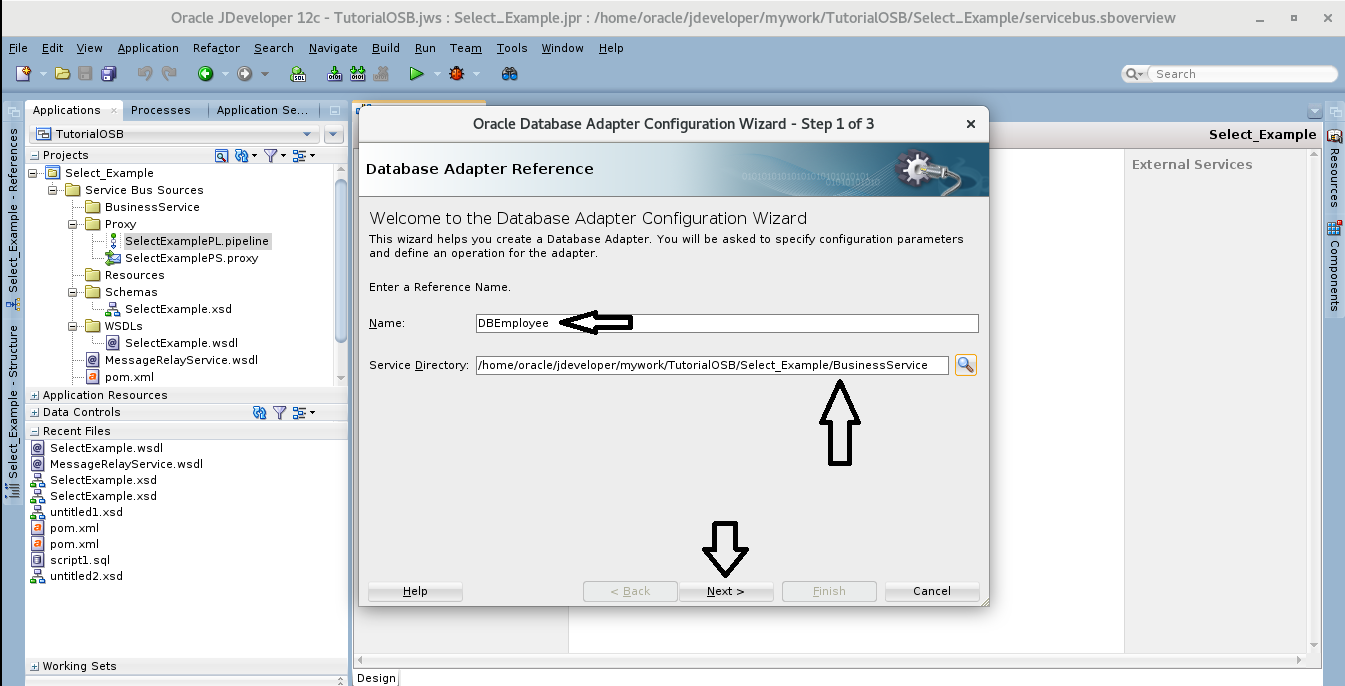 Oracle JDeveloper 12c - TutorialOSB.jws : Select_Example.jpr : /home/oracle/jdeveloper/mywork/TutorialOSB/Select_Example/servicebus.sboverview
File Edit View Application Refactor Search Navigate Build Run Team Tools Window Help
Search
Select_Example - References
Select_Example - Structure
Applications Processes Application Se...
TutorialOSB
Projects
Select_Example
Service Bus Sources
BusinessService
Proxy
SelectExamplePL.pipeline
SelectExamplePS.proxy
Resources
Schemas
SelectExample.xsd
WSDLs
SelectExample.wsdl
MessageRelayService.wsdl
pom.xml
Application Resources
Data Controls
Recent Files
SelectExample.wsdl
MessageRelayService.wsdl
SelectExample.xsd
SelectExample.xsd
untitled1.xsd
pom.xml
pom.xml
script1.sql
untitled2.xsd
Working Sets
Oracle Database Adapter Configuration Wizard - Step 1 of 3
Database Adapter Reference
Welcome to the Database Adapter Configuration Wizard
This wizard helps you create a Database Adapter. You will be asked to specify configuration parameters
and define an operation for the adapter.
Enter a Reference Name.
Name: DBEmployee
Service Directory: /home/oracle/jdeveloper/mywork/TutorialOSB/Select_Example/BusinessService
Help < Back Next > Finish Cancel
Design
Select_Example
External Services
Resources
Components